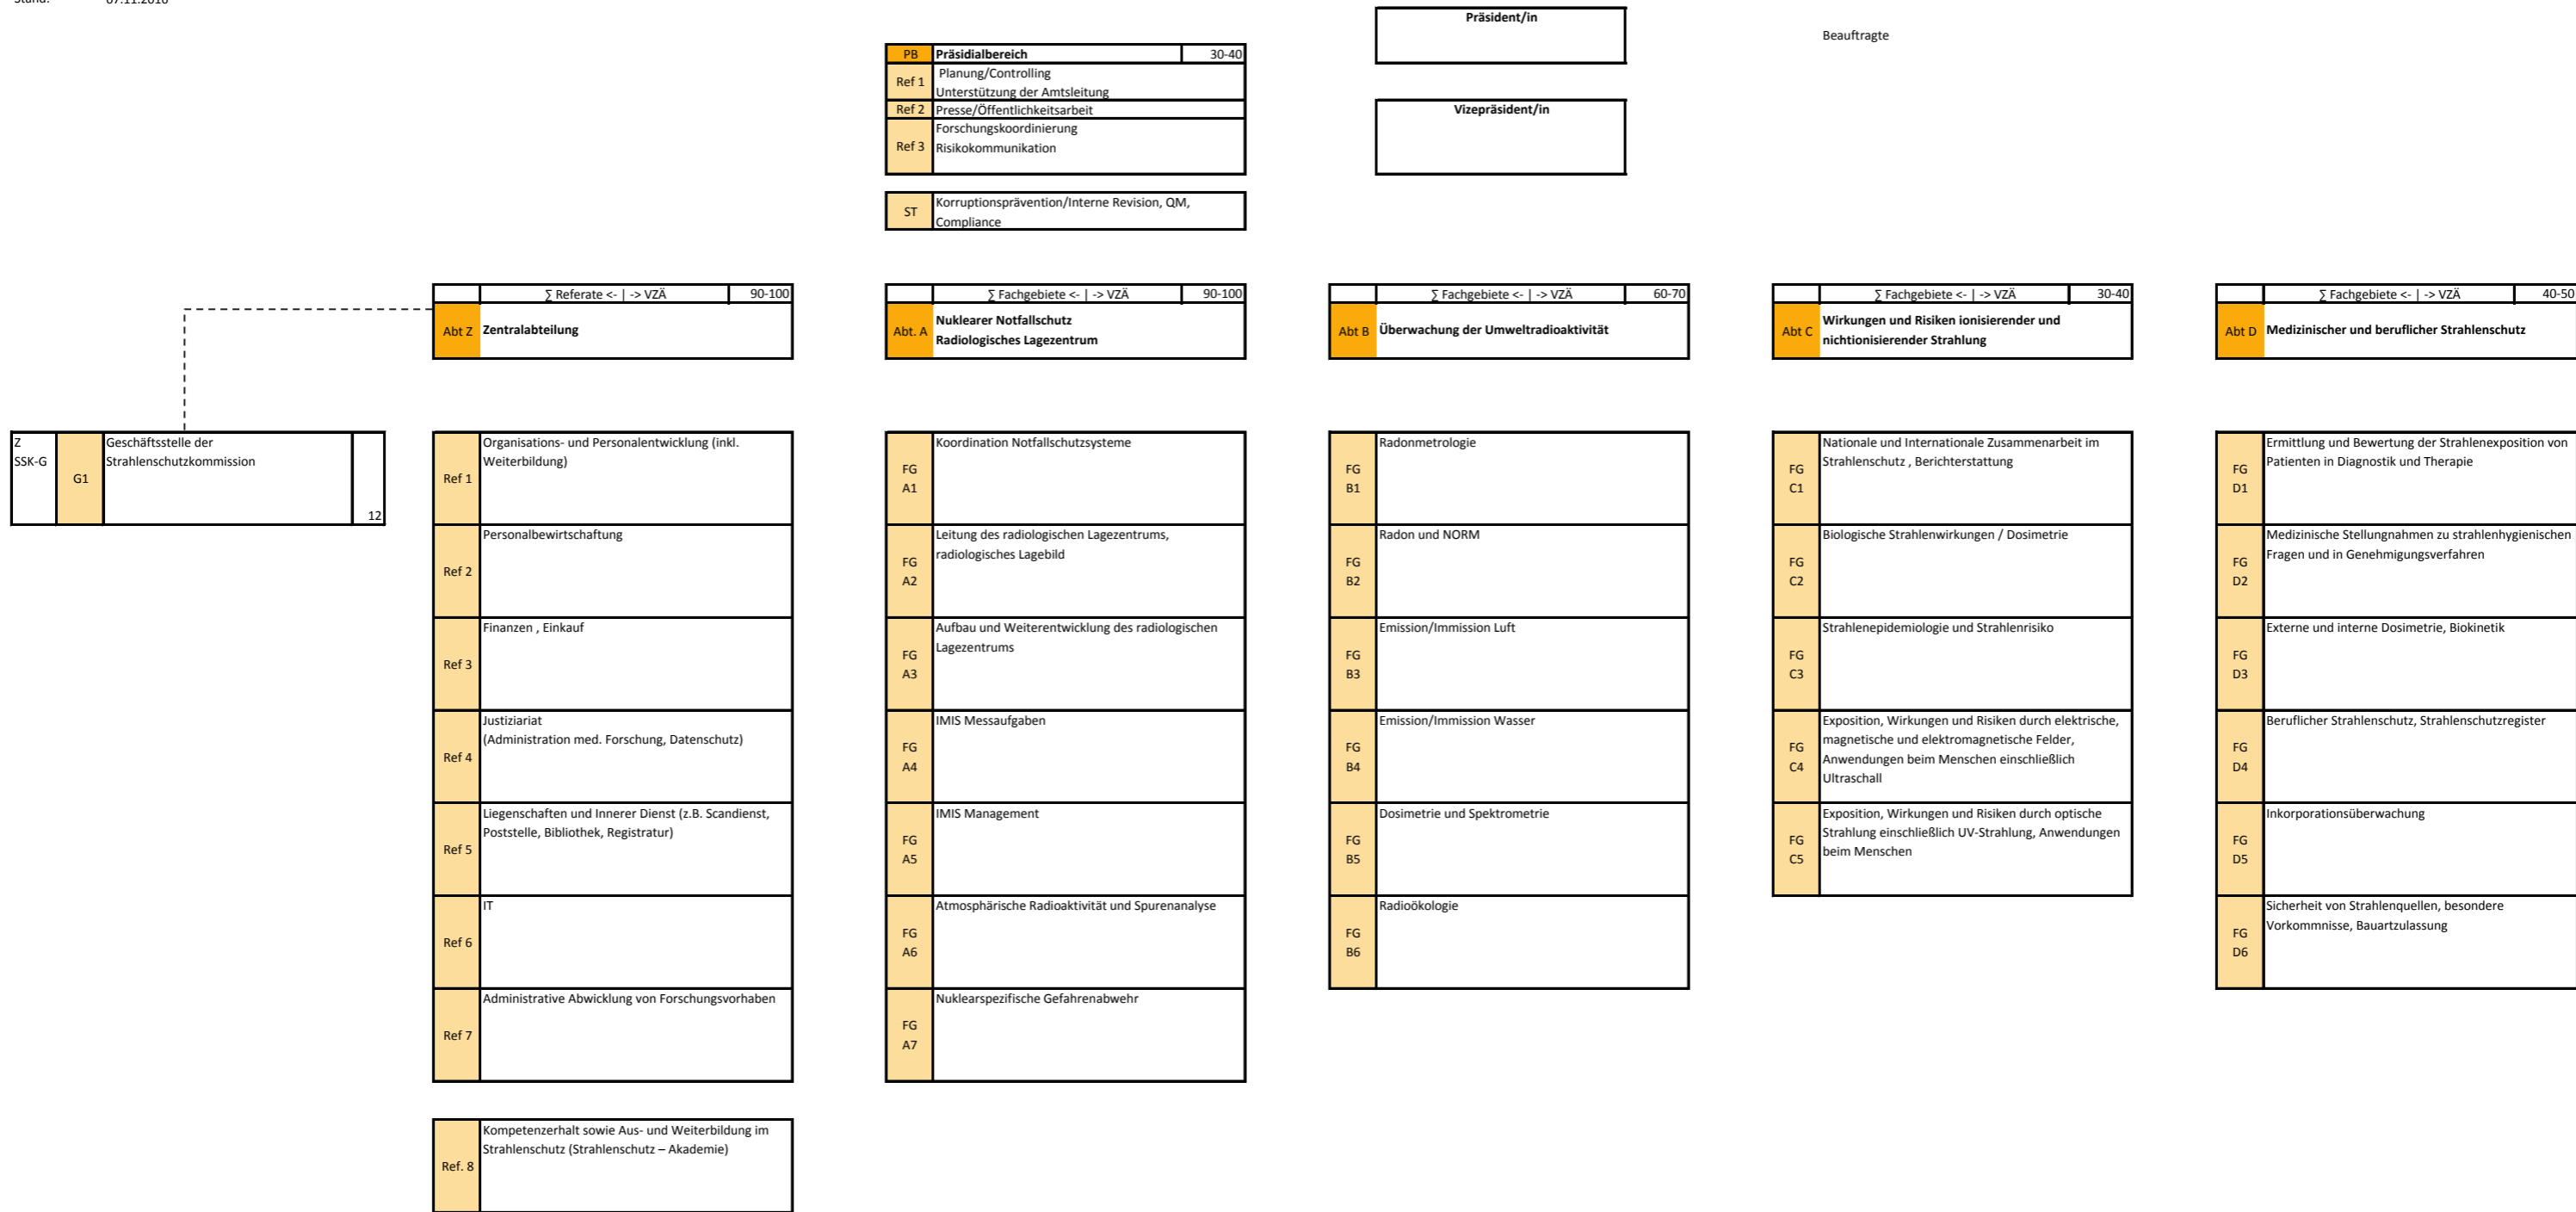 Stand: 07.11.2016
Präsident/in
Beauftragte
PB Präsidialbereich 30-40
Ref 1 Planung/Controlling
Unterstützung der Amtsleitung
Ref 2 Presse/Öffentlichkeitsarbeit
Vizepräsident/in
Ref 3 Forschungskoordinierung
Risikokommunikation
ST Korruptionsprävention/Interne Revision, QM,
Compliance
∑ Referate <- | -> VZÄ 90-100
Abt Z Zentralabteilung
∑ Fachgebiete <- | -> VZÄ 90-100
Abt. A Nuklearer Notfallschutz
Radiologisches Lagezentrum
∑ Fachgebiete <- | -> VZÄ 60-70
Abt B Überwachung der Umweltradioaktivität
∑ Fachgebiete <- | -> VZÄ 30-40
Abt C Wirkungen und Risiken ionisierender und
nichtionisierender Strahlung
∑ Fachgebiete <- | -> VZÄ 40-50
Abt D Medizinischer und beruflicher Strahlenschutz
Z
SSK-G
G1
Geschäftsstelle der
Strahlenschutzkommission
12
Ref 1
Organisations- und Personalentwicklung (inkl.
Weiterbildung)
Ref 2
Personalbewirtschaftung
Ref 3
Finanzen , Einkauf
Ref 4
Justiziariat
(Administration med. Forschung, Datenschutz)
Ref 5
Liegenschaften und Innerer Dienst (z.B. Scandienst,
Poststelle, Bibliothek, Registratur)
Ref 6
IT
Ref 7
Administrative Abwicklung von Forschungsvorhaben
Ref. 8
Kompetenzerhalt sowie Aus- und Weiterbildung im
Strahlenschutz (Strahlenschutz – Akademie)
FG
A1
Koordination Notfallschutzsysteme
FG
A2
Leitung des radiologischen Lagezentrums,
radiologisches Lagebild
FG
A3
Aufbau und Weiterentwicklung des radiologischen
Lagezentrums
FG
A4
IMIS Messaufgaben
FG
A5
IMIS Management
FG
A6
Atmosphärische Radioaktivität und Spurenanalyse
FG
A7
Nuklearspezifische Gefahrenabwehr
FG
B1
Radonmetrologie
FG
B2
Radon und NORM
FG
B3
Emission/Immission Luft
FG
B4
Emission/Immission Wasser
FG
B5
Dosimetrie und Spektrometrie
FG
B6
Radioökologie
FG
C1
Nationale und Internationale Zusammenarbeit im
Strahlenschutz , Berichterstattung
FG
C2
Biologische Strahlenwirkungen / Dosimetrie
FG
C3
Strahlenepidemiologie und Strahlenrisiko
FG
C4
Exposition, Wirkungen und Risiken durch elektrische,
magnetische und elektromagnetische Felder,
Anwendungen beim Menschen einschließlich
Ultraschall
FG
C5
Exposition, Wirkungen und Risiken durch optische
Strahlung einschließlich UV-Strahlung, Anwendungen
beim Menschen
FG
D1
Ermittlung und Bewertung der Strahlenexposition von
Patienten in Diagnostik und Therapie
FG
D2
Medizinische Stellungnahmen zu strahlenhygienischen
Fragen und in Genehmigungsverfahren
FG
D3
Externe und interne Dosimetrie, Biokinetik
FG
D4
Beruflicher Strahlenschutz, Strahlenschutzregister
FG
D5
Inkorporationsüberwachung
FG
D6
Sicherheit von Strahlenquellen, besondere
Vorkommnisse, Bauartzulassung